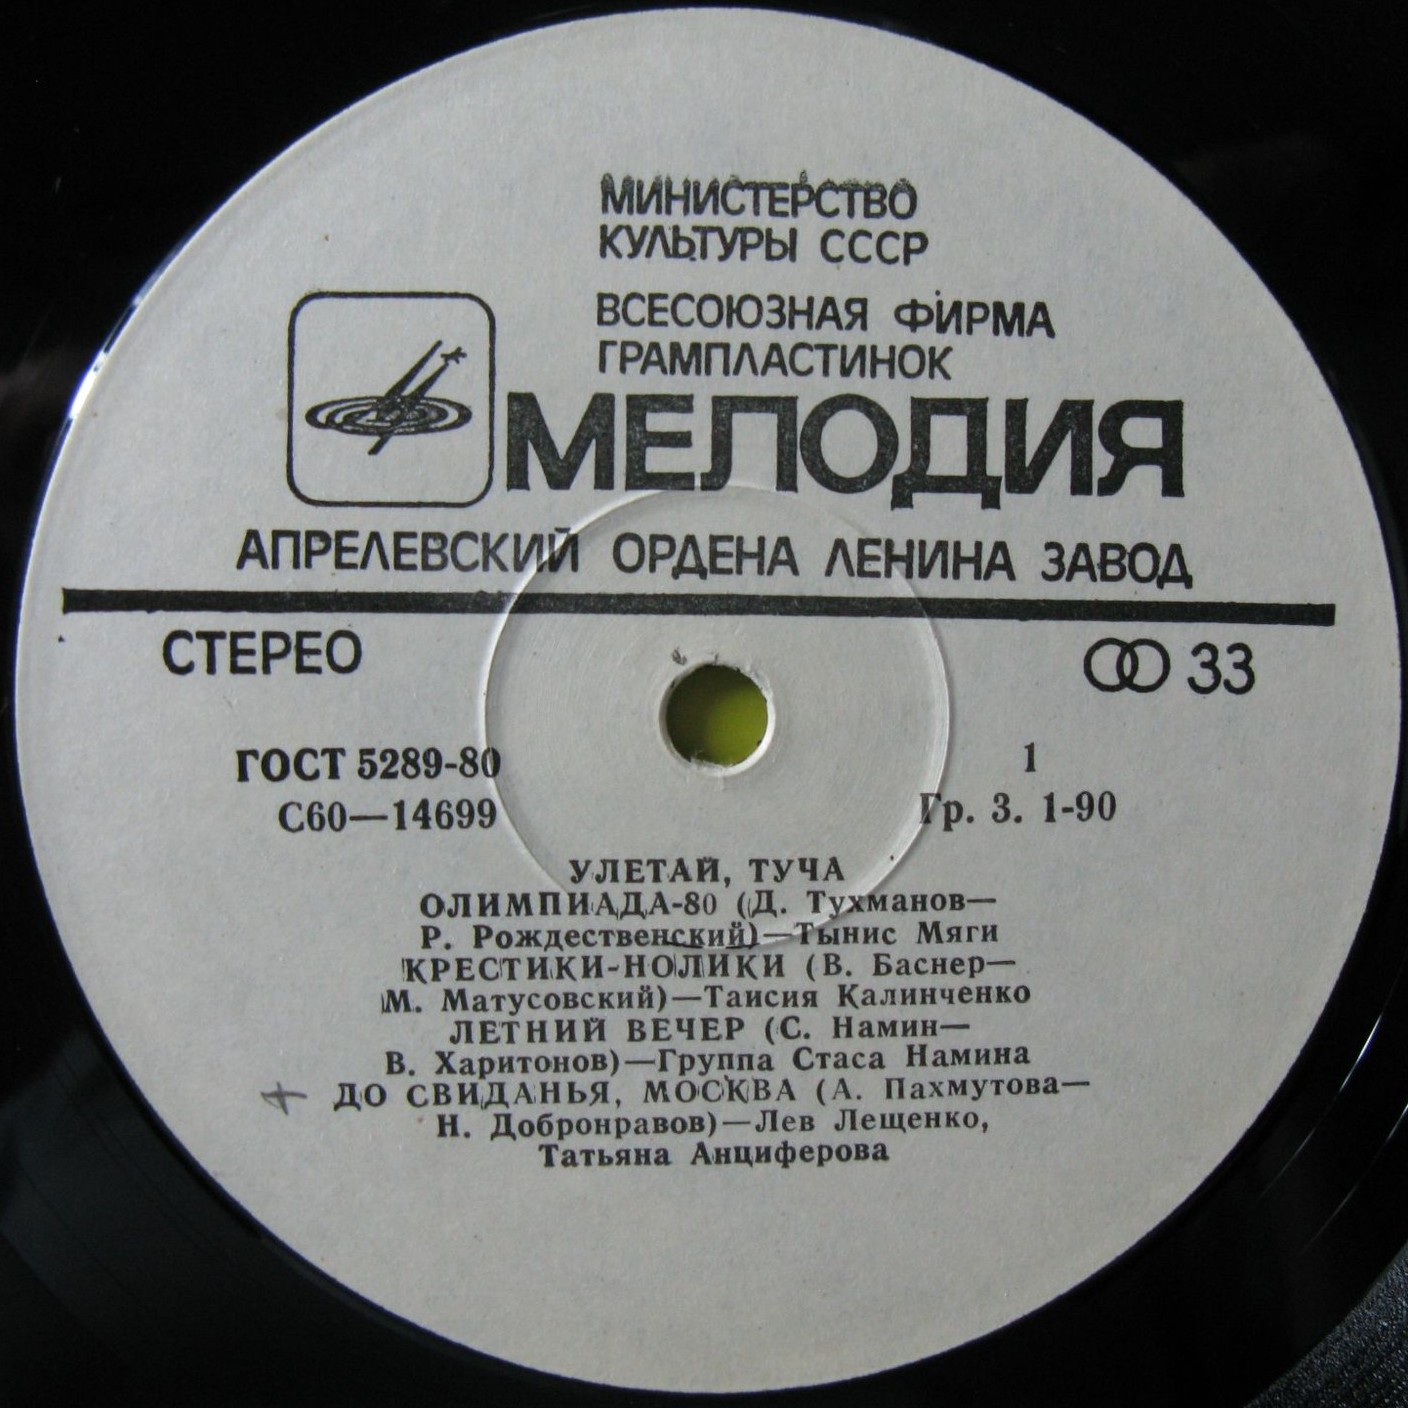 МИНИСТЕРСТВО
КУЛЬТУРЫ СССР
ВСЕСОЮЗНАЯ ФИРМА
ГРАМПЛАСТИНОК
МЕЛОДИЯ
АПРЕЛЕВСКИЙ ОРДЕНА ЛЕНИНА ЗАВОД
СТЕРЕО 33
ГОСТ 5289-80 1
С60—14699 Гр. 3. 1-90
УЛЕТАЙ, ТУЧА
ОЛИМПИАДА-80 (Д. Тухманов—
Р. Рождественский)—Тынис Мяги
КРЕСТИКИ-НОЛИКИ (В. Баснер—
М. Матусовский)—Таисия Калинченко
ЛЕТНИЙ ВЕЧЕР (С. Намин—
В. Харитонов)—Группа Стаса Намина
ДО СВИДАНЬЯ, МОСКВА (А. Пахмутова—
Н. Добронравов)—Лев Лещенко,
Татьяна Анциферова